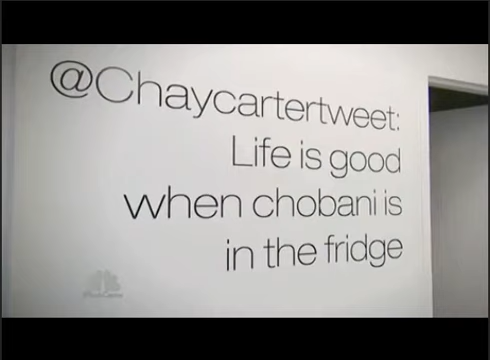 @Chaycartertweet:
Life is good
when chobani is
in the fridge